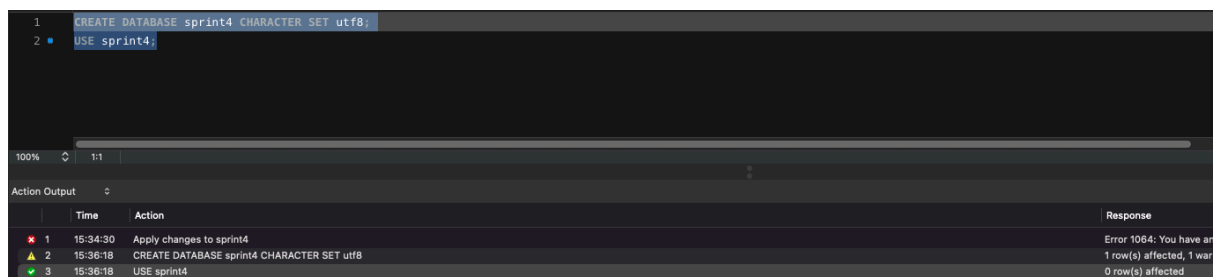 1 CREATE DATABASE sprint4 CHARACTER SET utf8;
2 USE sprint4;
100% 1:1
Action Output
Time Action Response
1 15:34:30 Apply changes to sprint4 Error 1064: You have
2 15:36:18 CREATE DATABASE sprint4 CHARACTER SET utf8 1 row(s) affected, 1
3 15:36:18 USE sprint4 0 row(s) affected